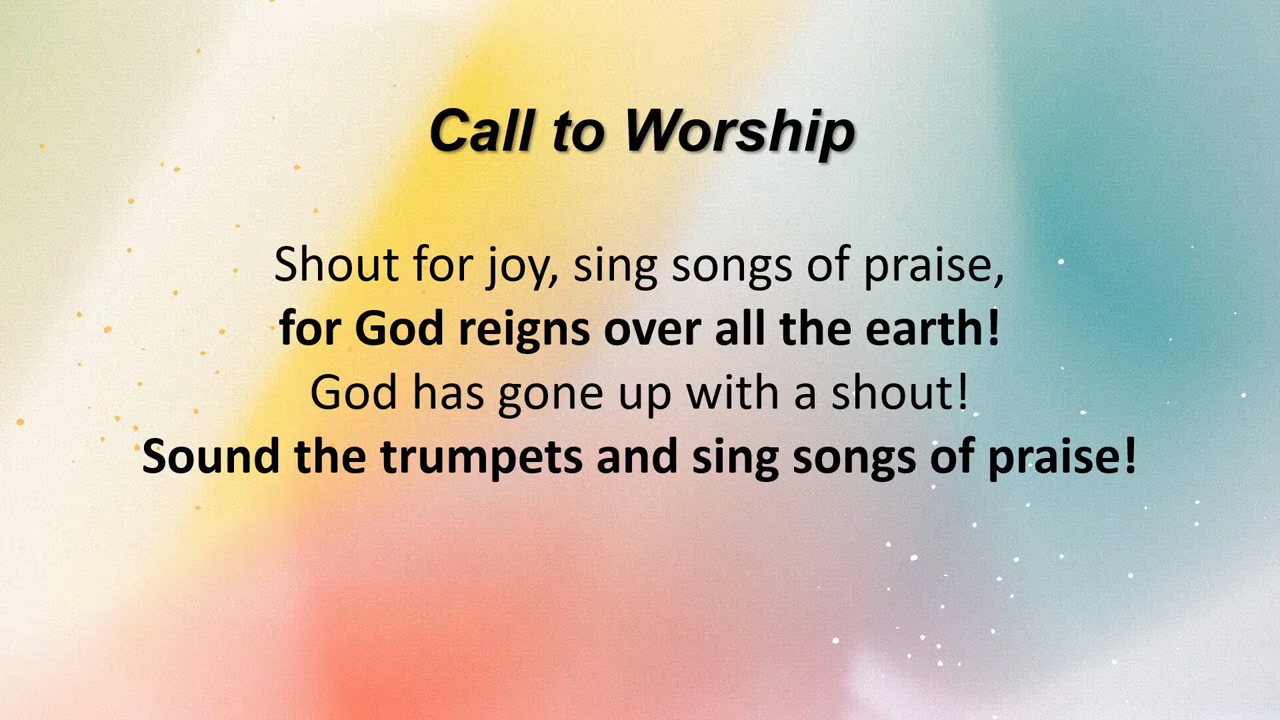 Call to Worship
Shout for joy, sing songs of praise,
for God reigns over all the earth!
God has gone up with a shout!
Sound the trumpets and sing songs of praise!